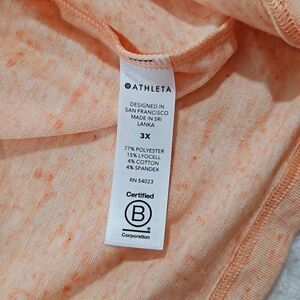 ATHLETA
DESIGNED IN
SAN FRANCISCO
MADE IN SRI
LANKA
3X
77% POLYESTER
15% LYOCELL
4% COTTON
4% SPANDEX
RN 54023
Certified
B
Corporation